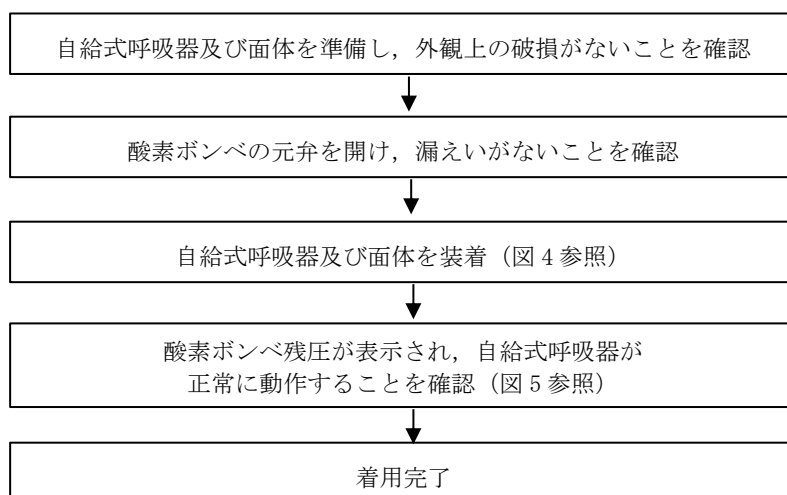 自給式呼吸器及び面体を準備し，外観上の破損がないことを確認
酸素ボンベの元弁を開け，漏えいがないことを確認
自給式呼吸器及び面体を装着（図４参照）
酸素ボンベ残圧が表示され，自給式呼吸器が
正常に動作することを確認（図５参照）
着用完了